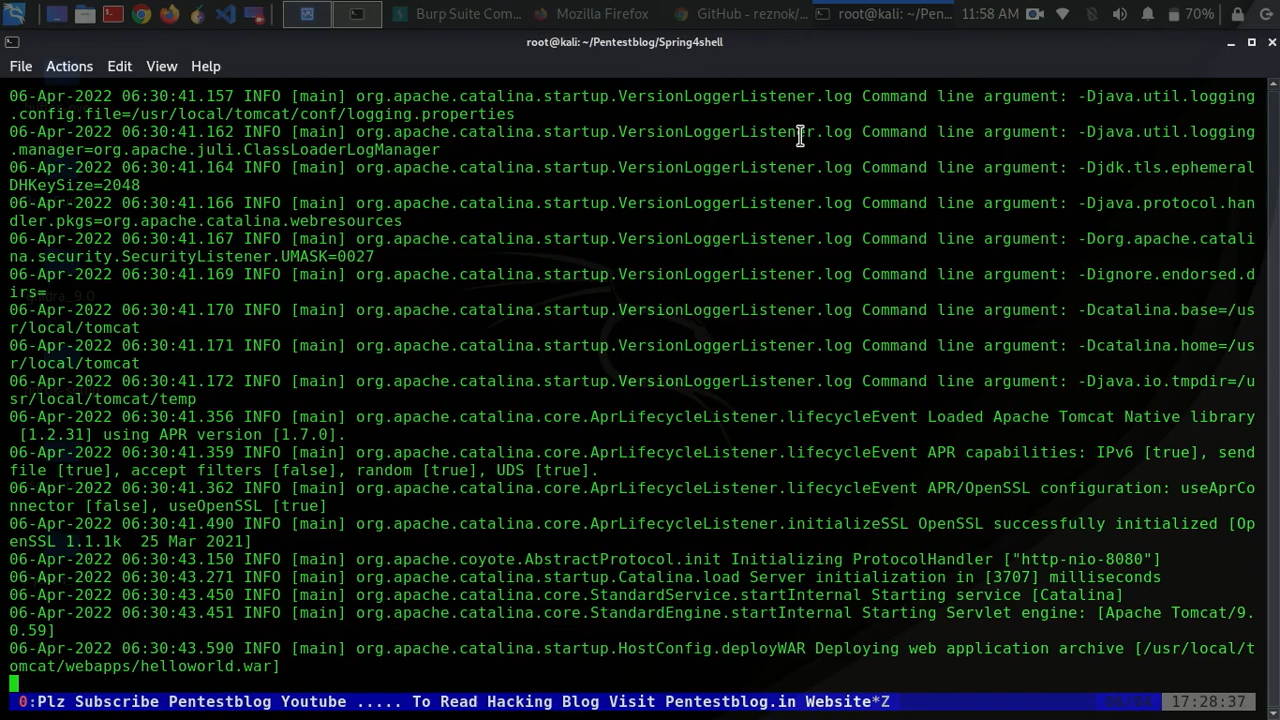 Burp Suite Com...
Mozilla Firefox
GitHub - reznok/...
root@kali: ~/Pen...
11:58 AM
70%
root@kali: ~/Pentestblog/Spring4shell
File Actions Edit View Help
06-Apr-2022 06:30:41.157 INFO [main] org.apache.catalina.startup.VersionLoggerListener.log Command line argument: -Djava.util.logging
.config.file=/usr/local/tomcat/conf/logging.properties
06-Apr-2022 06:30:41.162 INFO [main] org.apache.catalina.startup.VersionLoggerListener.log Command line argument: -Djava.util.logging
.manager=org.apache.juli.ClassLoaderLogManager
06-Apr-2022 06:30:41.164 INFO [main] org.apache.catalina.startup.VersionLoggerListener.log Command line argument: -Djdk.tls.ephemeral
DHKeySize=2048
06-Apr-2022 06:30:41.166 INFO [main] org.apache.catalina.startup.VersionLoggerListener.log Command line argument: -Djava.protocol.han
dler.pkgs=org.apache.catalina.webresources
06-Apr-2022 06:30:41.167 INFO [main] org.apache.catalina.startup.VersionLoggerListener.log Command line argument: -Dorg.apache.catali
na.security.SecurityListener.UMASK=0027
06-Apr-2022 06:30:41.169 INFO [main] org.apache.catalina.startup.VersionLoggerListener.log Command line argument: -Dignore.endorsed.d
irs=
06-Apr-2022 06:30:41.170 INFO [main] org.apache.catalina.startup.VersionLoggerListener.log Command line argument: -Dcatalina.base=/us
r/local/tomcat
06-Apr-2022 06:30:41.171 INFO [main] org.apache.catalina.startup.VersionLoggerListener.log Command line argument: -Dcatalina.home=/us
r/local/tomcat
06-Apr-2022 06:30:41.172 INFO [main] org.apache.catalina.startup.VersionLoggerListener.log Command line argument: -Djava.io.tmpdir=/u
sr/local/tomcat/temp
06-Apr-2022 06:30:41.356 INFO [main] org.apache.catalina.core.AprLifecycleListener.lifecycleEvent Loaded Apache Tomcat Native library
[1.2.31] using APR version [1.7.0].
06-Apr-2022 06:30:41.359 INFO [main] org.apache.catalina.core.AprLifecycleListener.lifecycleEvent APR capabilities: IPv6 [true], send
file [true], accept filters [false], random [true], UDS [true].
06-Apr-2022 06:30:41.362 INFO [main] org.apache.catalina.core.AprLifecycleListener.lifecycleEvent APR/OpenSSL configuration: useAprCo
nnector [false], useOpenSSL [true]
06-Apr-2022 06:30:41.490 INFO [main] org.apache.catalina.core.AprLifecycleListener.initializeSSL OpenSSL successfully initialized [Op
enSSL 1.1.1k  25 Mar 2021]
06-Apr-2022 06:30:43.150 INFO [main] org.apache.coyote.AbstractProtocol.init Initializing ProtocolHandler ["http-nio-8080"]
06-Apr-2022 06:30:43.271 INFO [main] org.apache.catalina.startup.Catalina.load Server initialization in [3707] milliseconds
06-Apr-2022 06:30:43.450 INFO [main] org.apache.catalina.core.StandardService.startInternal Starting service [Catalina]
06-Apr-2022 06:30:43.451 INFO [main] org.apache.catalina.core.StandardEngine.startInternal Starting Servlet engine: [Apache Tomcat/9.
0.59]
06-Apr-2022 06:30:43.590 INFO [main] org.apache.catalina.startup.HostConfig.deployWAR Deploying web application archive [/usr/local/t
omcat/webapps/helloworld.war]
0:Plz Subscribe Pentestblog Youtube ..... To Read Hacking Blog Visit Pentestblog.in Website*Z
17:28:37